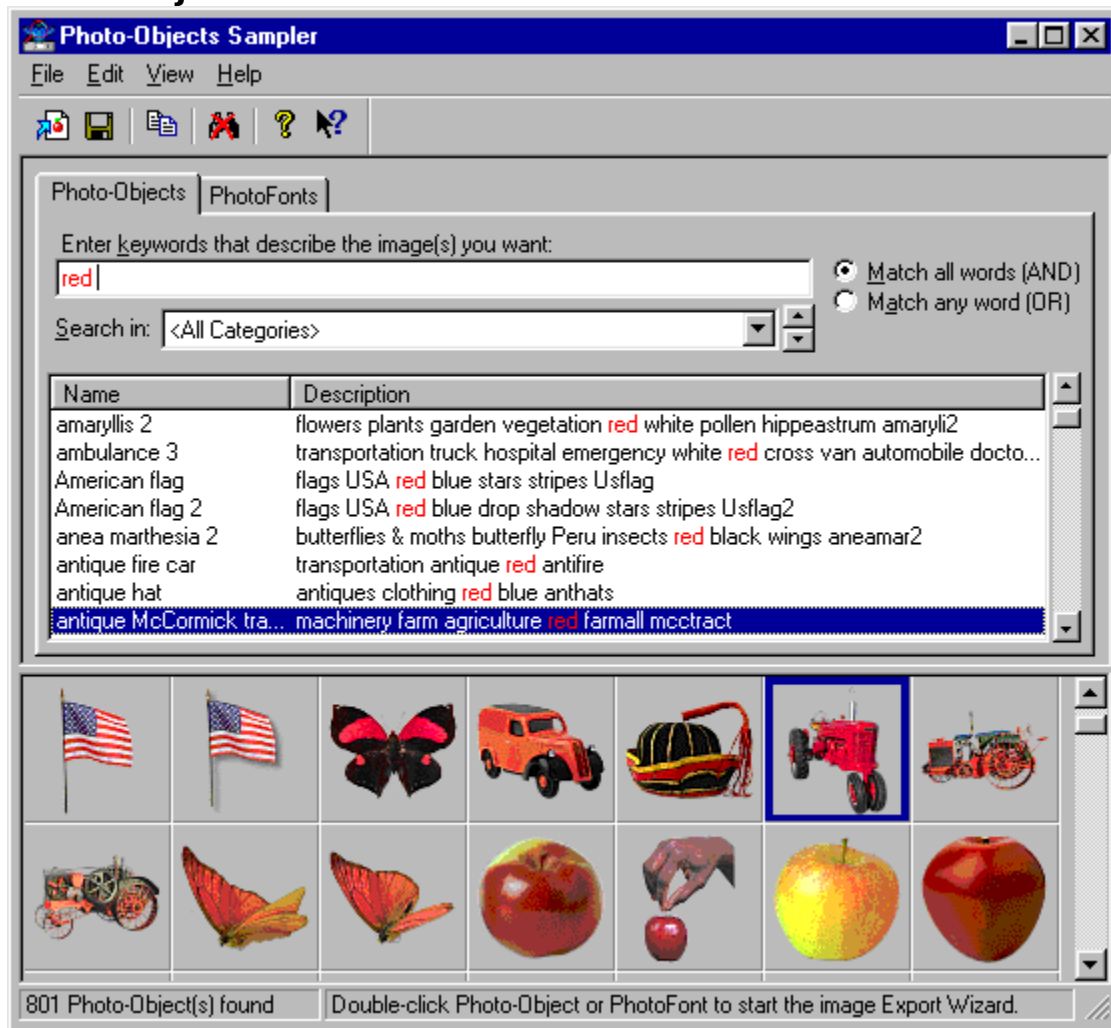 Photo-Objects Sampler
File Edit View Help
Photo-Objects PhotoFonts
Enter keywords that describe the image(s) you want:
red
Match all words (AND)
Match any word (OR)
Search in: <All Categories>
Name Description
amaryllis 2 flowers plants garden vegetation red white pollen hippeastrum amaryli2
ambulance 3 transportation truck hospital emergency white red cross van automobile docto...
American flag flags USA red blue stars stripes Usflag
American flag 2 flags USA red blue drop shadow stars stripes Usflag2
anea marthesia 2 butterflies & moths butterfly Peru insects red black wings aneamar2
antique fire car transportation antique red antifire
antique hat antiques clothing red blue anthats
antique McCormick tra... machinery farm agriculture red farmall mcctract
801 Photo-Object(s) found Double-click Photo-Object or PhotoFont to start the image Export Wizard.